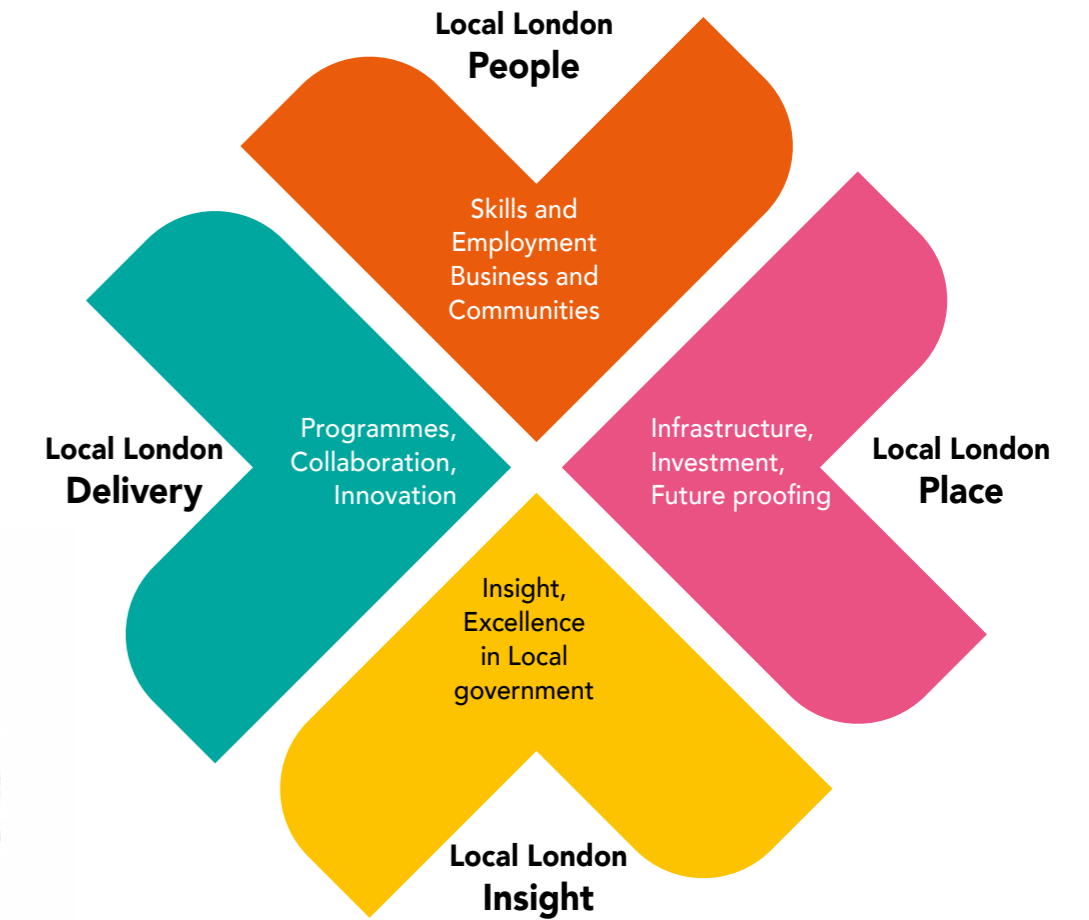 Local London
People
Skills and
Employment
Business and
Communities
Local London
Delivery
Programmes,
Collaboration,
Innovation
Infrastructure,
Investment,
Future proofing
Local London
Place
Insight,
Excellence
in Local
government
Local London
Insight